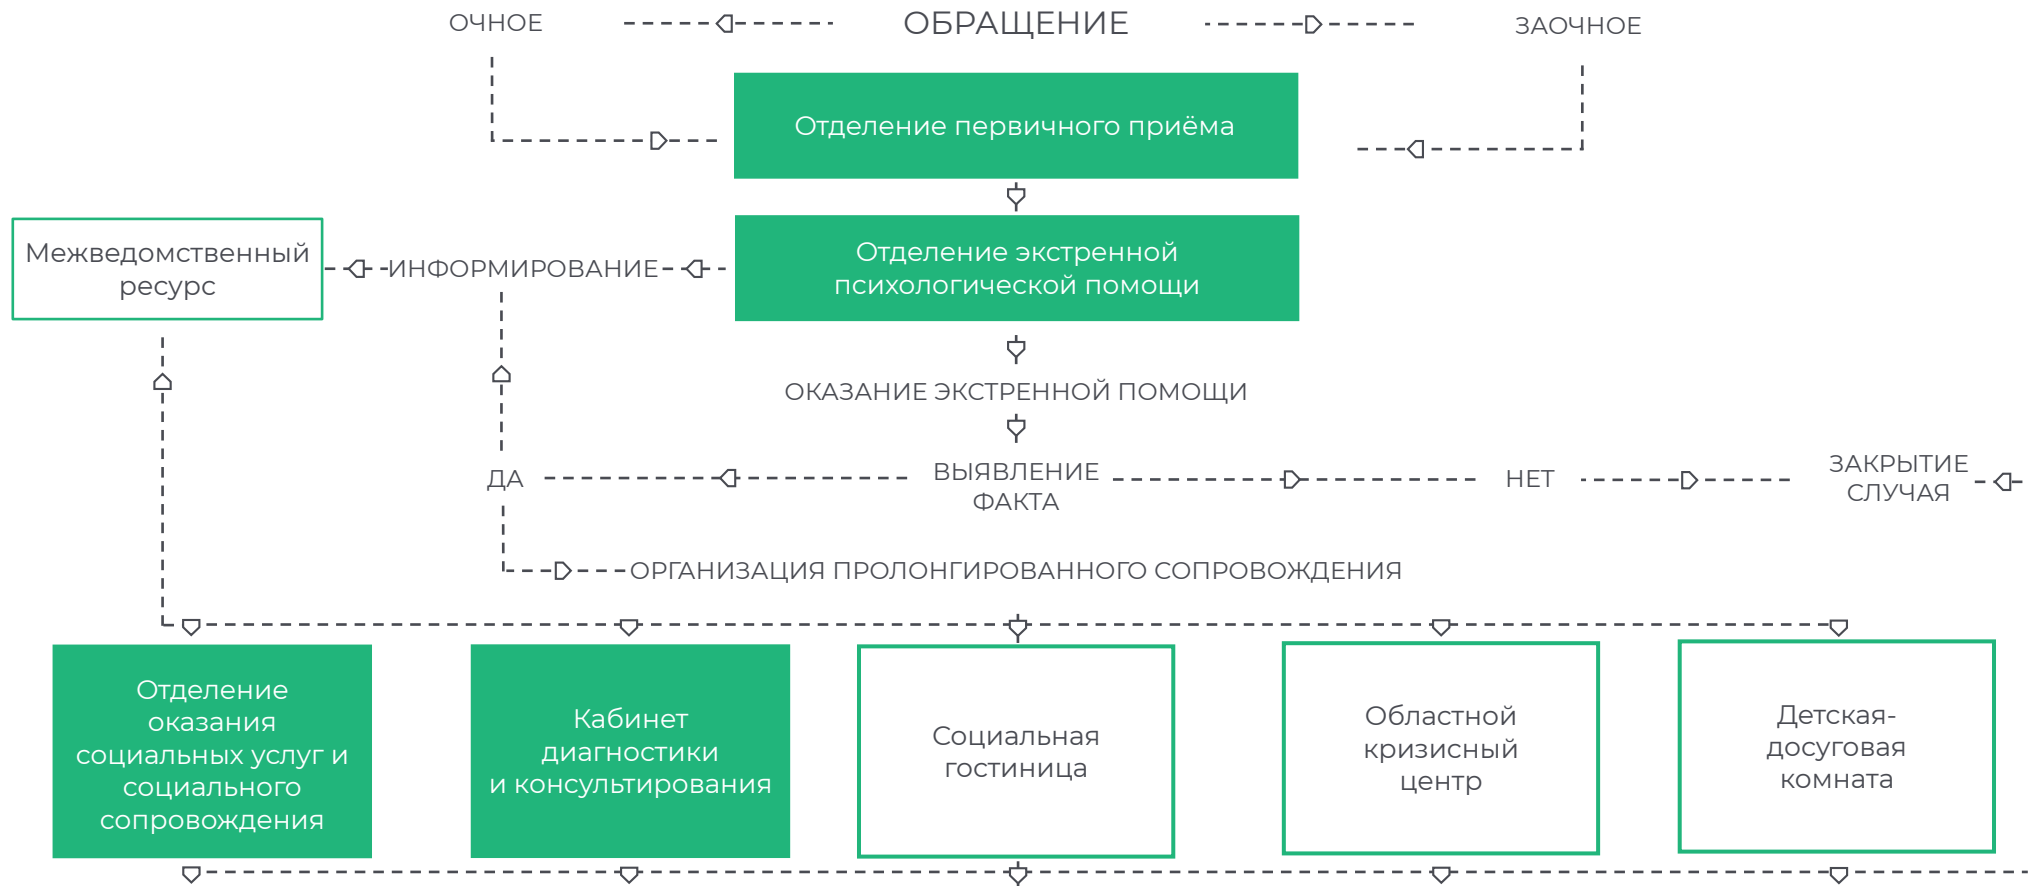 ОЧНОЕ
ОБРАЩЕНИЕ
ЗАОЧНОЕ
Отделение первичного приёма
Межведомственный
ресурс
ИНФОРМИРОВАНИЕ
Отделение экстренной
психологической помощи
ОКАЗАНИЕ ЭКСТРЕННОЙ ПОМОЩИ
ДА
ВЫЯВЛЕНИЕ
ФАКТА
НЕТ
ЗАКРЫТИЕ
СЛУЧАЯ
ОРГАНИЗАЦИЯ ПРОЛОНГИРОВАННОГО СОПРОВОЖДЕНИЯ
Отделение
оказания
социальных услуг и
социального
сопровождения
Кабинет
диагностики
и консультирования
Социальная
гостиница
Областной
кризисный
центр
Детская-
досуговая
комната